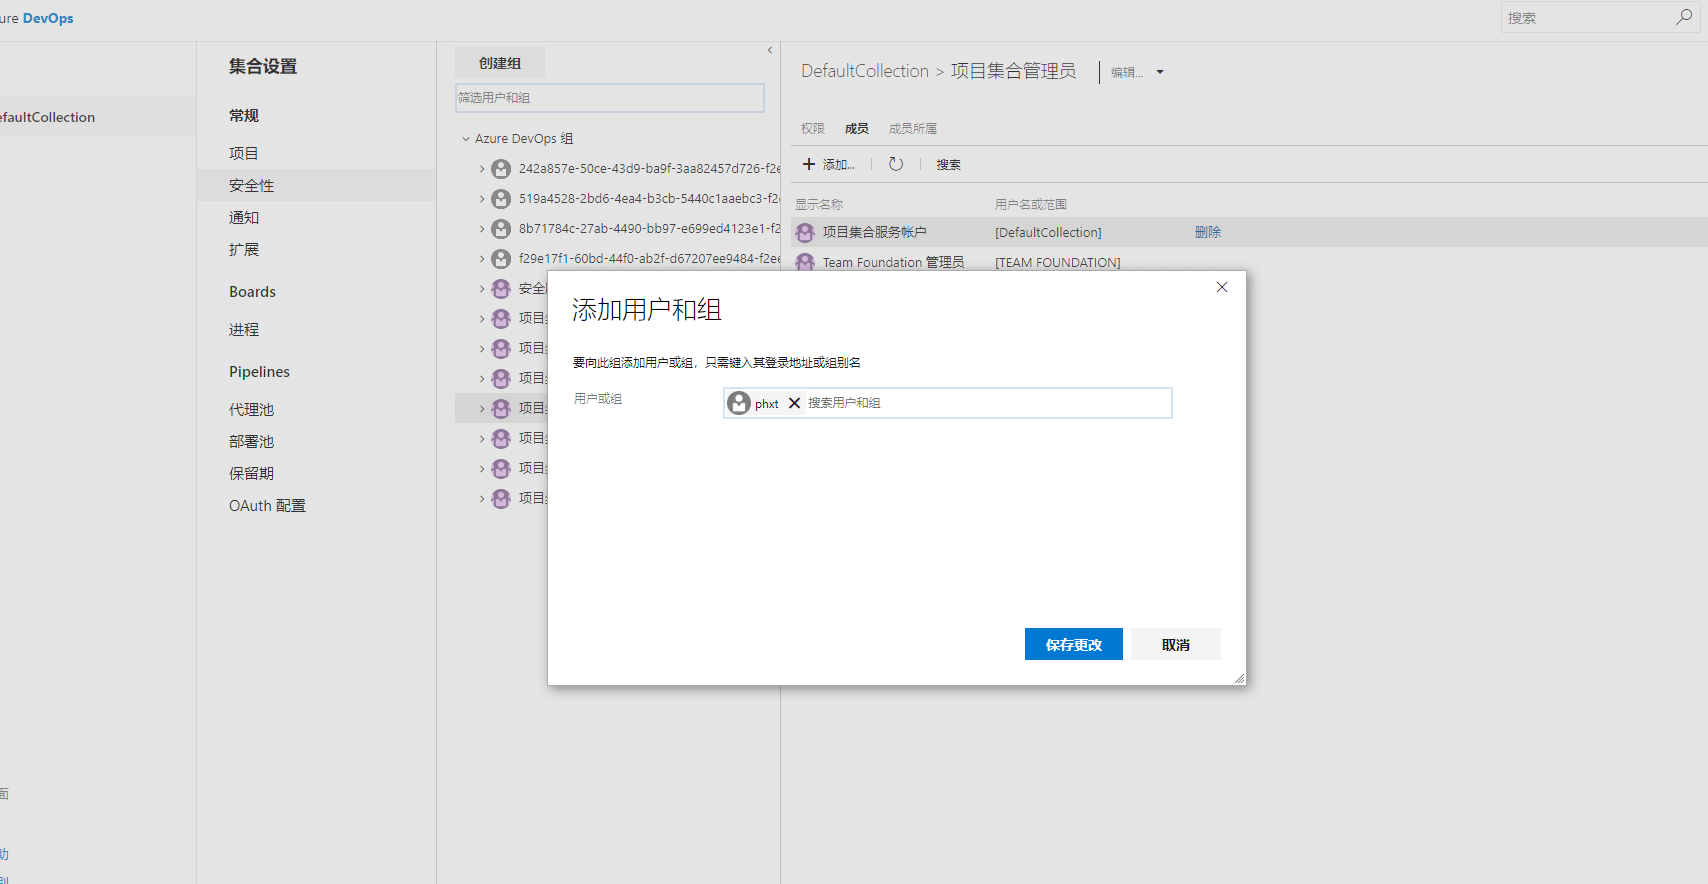 ure DevOps
搜索
efaultCollection
面
助
集合设置
常规
项目
安全性
通知
扩展
Boards
进程
Pipelines
代理池
部署池
保留期
OAuth 配置
创建组
筛选用户和组
Azure DevOps 组
242a857e-50ce-43d9-ba9f-3aa82457d726-f2e
519a4528-2bd6-4ea4-b3cb-5440c1aaebc3-f2
8b71784c-27ab-4490-bb97-e699ed4123e1-f2
f29e17f1-60bd-44f0-ab2f-d67207ee9484-f2ee
安全
项目
项目
项目
项目
项目
项目
项目
DefaultCollection > 项目集合管理员
编辑...
权限 成员 成员所属
添加... 搜索
显示名称 用户名或范围
项目集合服务帐户 [DefaultCollection] 删除
Team Foundation 管理员 [TEAM FOUNDATION]
添加用户和组
要向此组添加用户或组，只需键入其登录地址或组别名
用户或组 phxt 搜索用户和组
保存更改 取消